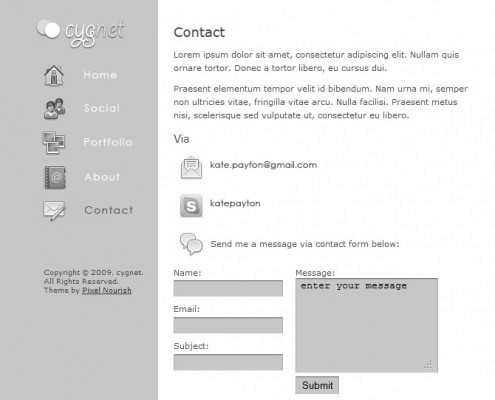 cygnet
Home
Social
Portfolio
About
Contact
Copyright © 2009, cygnet.
All Rights Reserved.
Theme by Pixel Nourish
Contact
Lorem ipsum dolor sit amet, consectetur adipiscing elit. Nullam quis
ornare tortor. Donec a tortor libero, eu cursus dui.
Praesent elementum tempor velit id bibendum. Nam urna mi, semper
non ultricies vitae, fringilla vitae arcu. Nulla facilisi. Praesent metus
nisi, scelerisque sed vulputate ut, consectetur eu libero.
Via
kate.payton@gmail.com
katepayton
Send me a message via contact form below:
Name:
Email:
Subject:
Message:
enter your message
Submit